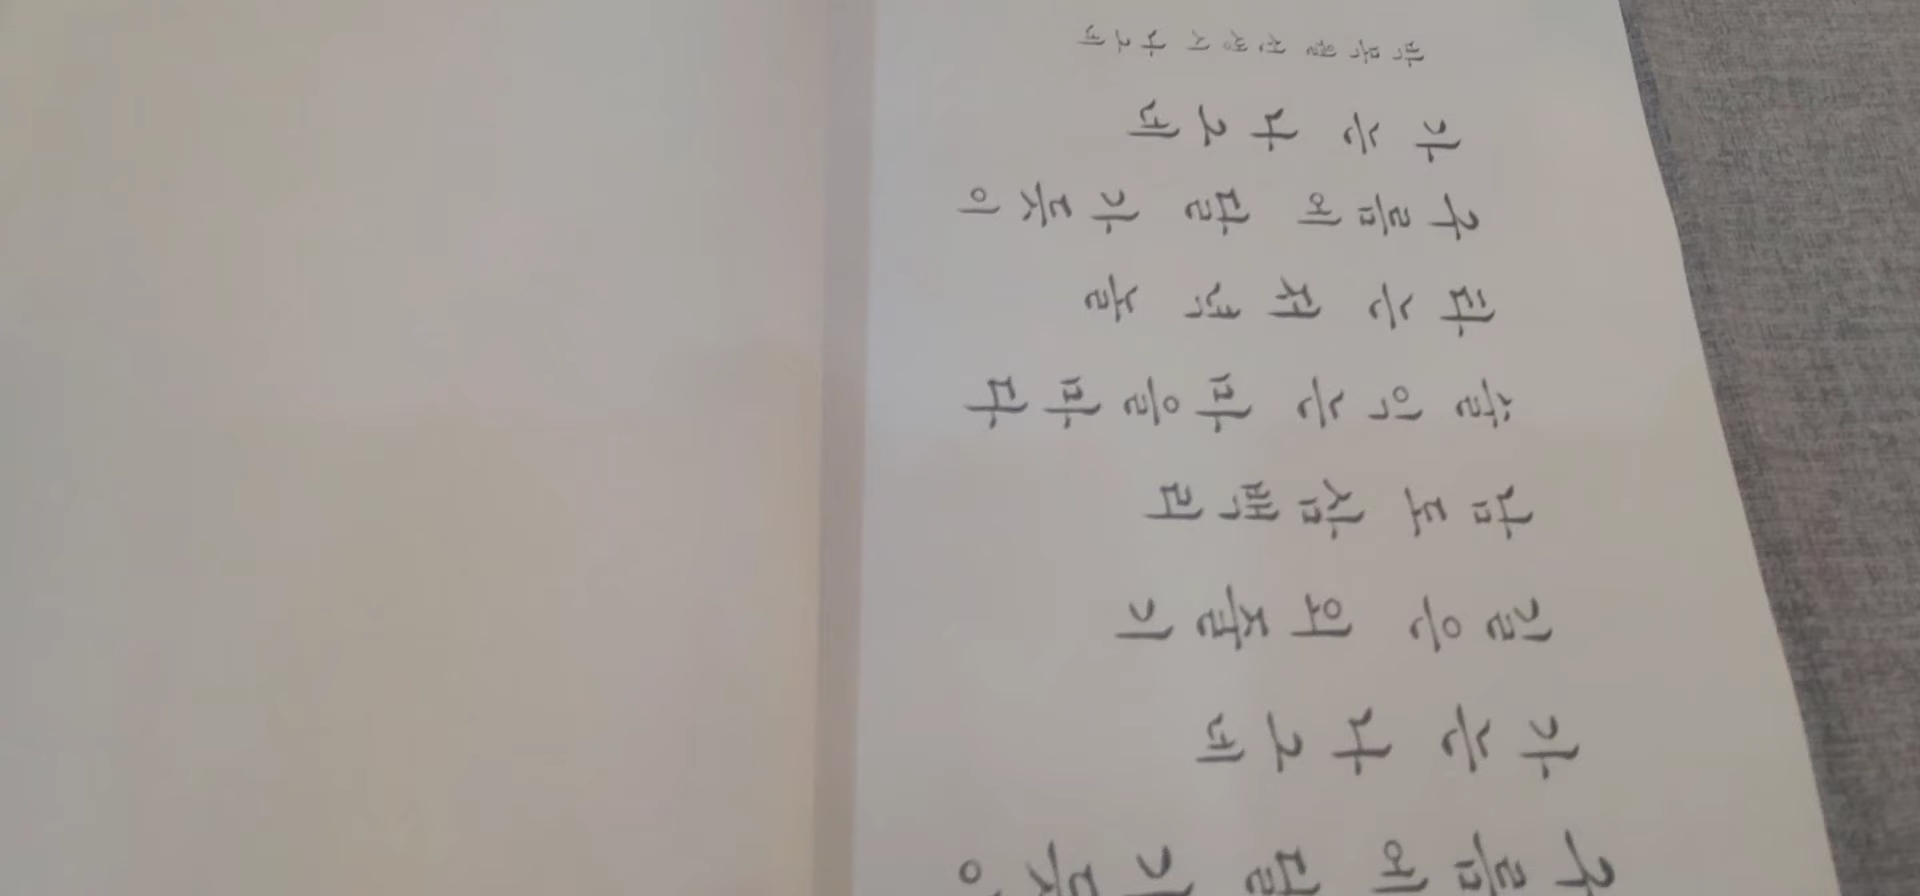 구름에 달 가듯이
가는 나그네
길은 외줄기
남도 삼백리
술 익는 마을마다
타는 저녁 놀
구름에 달 가듯이
가는 나그네
박목월 선생 시 나그네